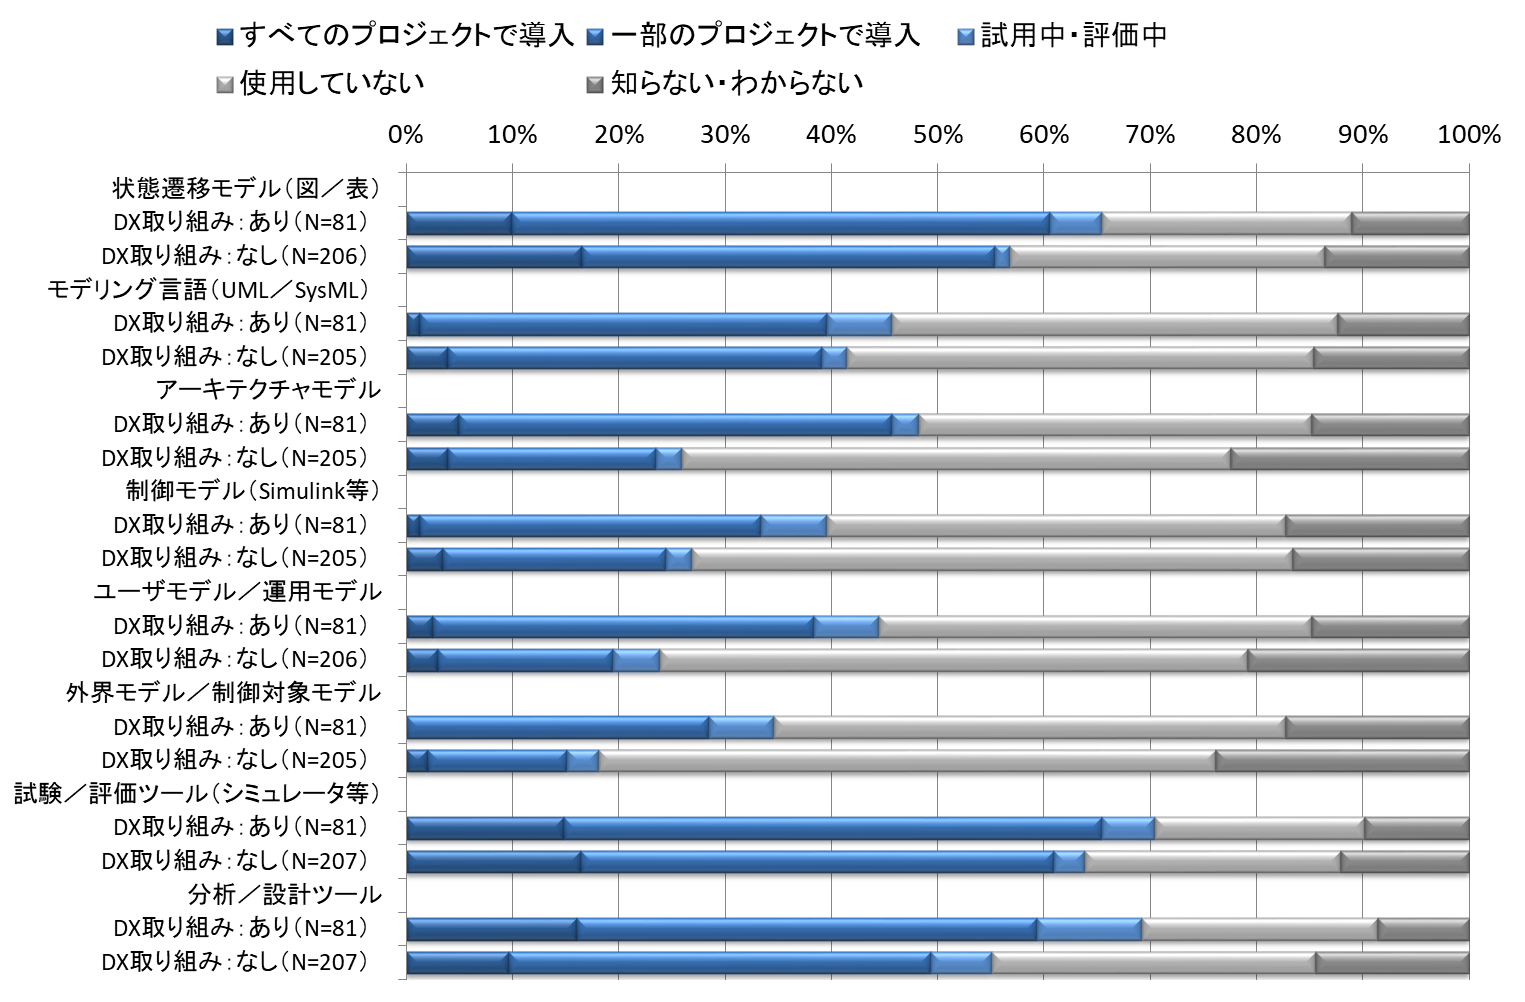 すべてのプロジェクトで導入 一部のプロジェクトで導入 試用中・評価中
使用していない 知らない・わからない
0% 10% 20% 30% 40% 50% 60% 70% 80% 90% 100%
状態遷移モデル（図／表）
DX取り組み：あり（N=81）
DX取り組み：なし（N=206）
モデリング言語（UML／SysML）
DX取り組み：あり（N=81）
DX取り組み：なし（N=205）
アーキテクチャモデル
DX取り組み：あり（N=81）
DX取り組み：なし（N=205）
制御モデル（Simulink等）
DX取り組み：あり（N=81）
DX取り組み：なし（N=205）
ユーザモデル／運用モデル
DX取り組み：あり（N=81）
DX取り組み：なし（N=206）
外界モデル／制御対象モデル
DX取り組み：あり（N=81）
DX取り組み：なし（N=205）
試験／評価ツール（シミュレータ等）
DX取り組み：あり（N=81）
DX取り組み：なし（N=207）
分析／設計ツール
DX取り組み：あり（N=81）
DX取り組み：なし（N=207）